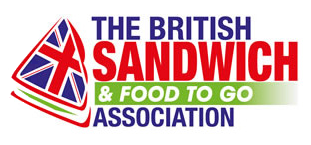 THE BRITISH
SANDWICH
& FOOD TO GO
ASSOCIATION